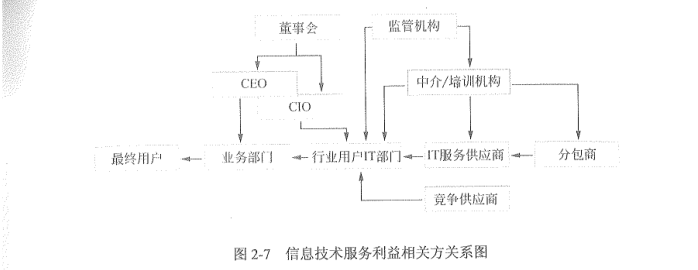 董事会
监管机构
CEO
中介/培训机构
CIO
最终用户
业务部门
行业用户IT部门
IT服务供应商
分包商
竞争供应商
图 2-7 信息技术服务利益相关方关系图